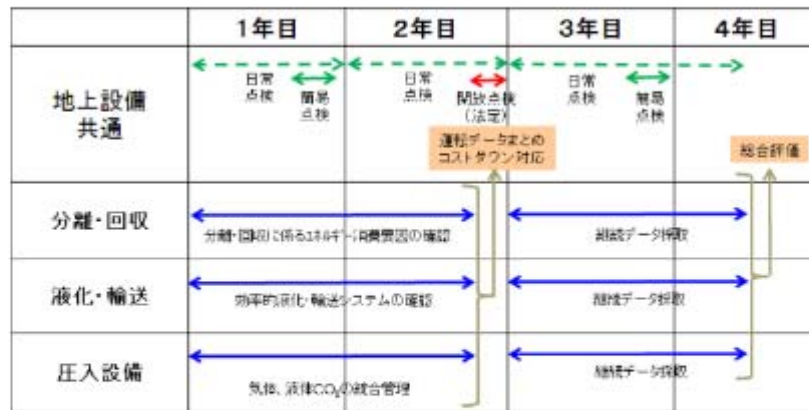 1年目 2年目 3年目 4年目
地上設備
共通
日常
点検
簡易
点検
日常
点検
開放点検
(法定)
日常
点検
簡易
点検
運転データまとめ
コストダウン対応
総合評価
分離・回収
分離・回収に係るエネルギー消費要因の確認
継続データ採取
液化・輸送
効率的液化・輸送システムの確認
継続データ採取
圧入設備
気体、液体CO₂の統合管理
継続データ採取